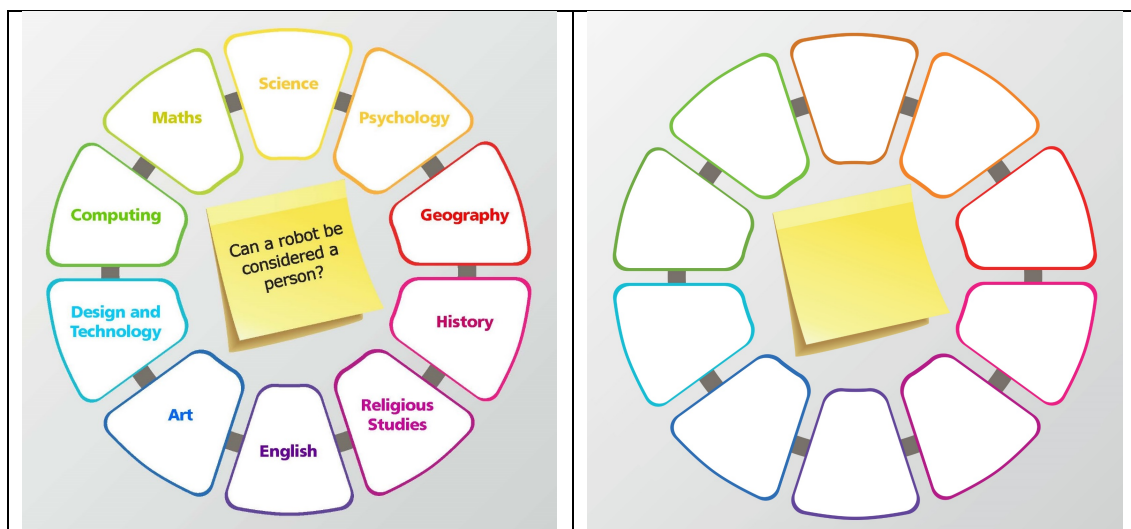 Science
Maths
Psychology
Computing
Geography
Can a robot be
considered a
person?
Design and
Technology
History
Art
Religious
Studies
English